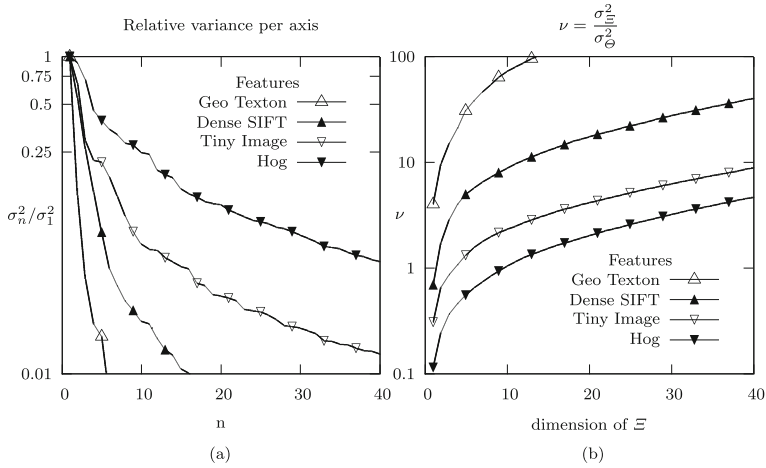 Relative variance per axis
1
0.75
0.5
0.25
0.01
σ²ₙ/σ²₁
0
10
20
30
40
n
Features
Geo Texton
Dense SIFT
Tiny Image
Hog
(a)
ν = σ²_Ξ / σ²_Θ
100
10
1
0.1
ν
0
10
20
30
40
dimension of Ξ
Features
Geo Texton
Dense SIFT
Tiny Image
Hog
(b)